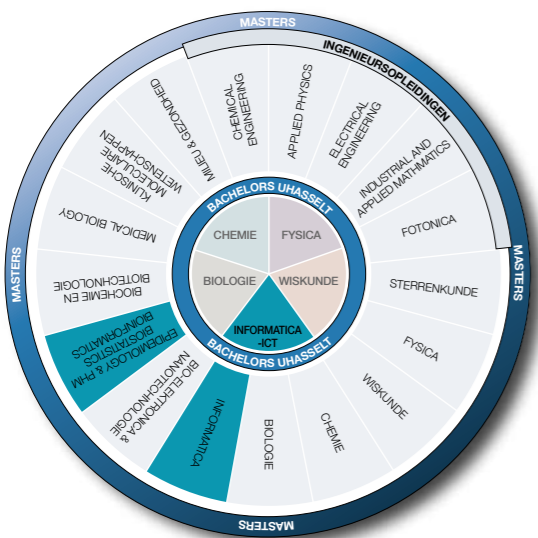 MASTERS
INGENIEURSOPLEIDINGEN
CHEMICAL
ENGINEERING
APPLIED PHYSICS
ELECTRICAL
ENGINEERING
INDUSTRIAL AND
APPLIED MATHMATICS
FOTONICA
MASTERS
STERRENKUNDE
FYSICA
WISKUNDE
CHEMIE
BIOLOGIE
MASTERS
INFORMATICA
BIO-ELEKTRONICA &
NANOTECHNOLOGIE
EPIDEMIOLOGY & PHM
BIOSTATISTICS
BIOINFORMATICS
BIOCHEMIE EN
BIOTECHNOLOGIE
MASTERS
MEDICAL BIOLOGY
KLINISCHE
MOLECULAIRE
WETENSCHAPPEN
MILIEU & GEZONDHEID
BACHELORS UHASSELT
CHEMIE
FYSICA
BIOLOGIE
WISKUNDE
INFORMATICA
-ICT
BACHELORS UHASSELT